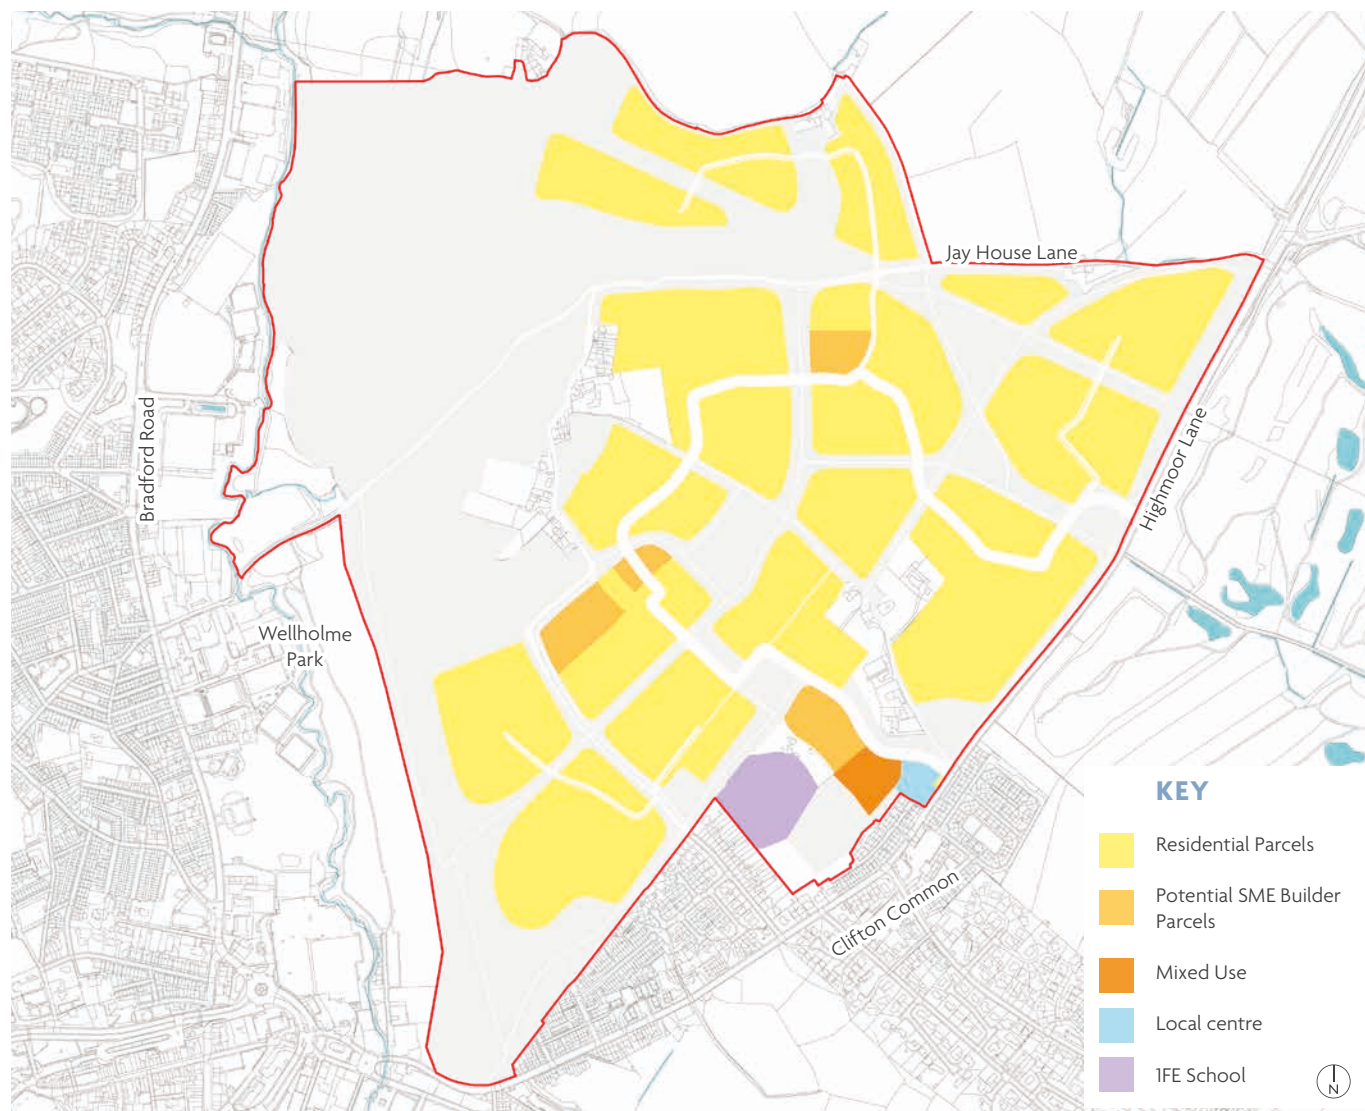 Jay House Lane
Bradford Road
Highmoor Lane
Wellholme
Park
Clifton Common
KEY
Residential Parcels
Potential SME Builder
Parcels
Mixed Use
Local centre
1FE School
N